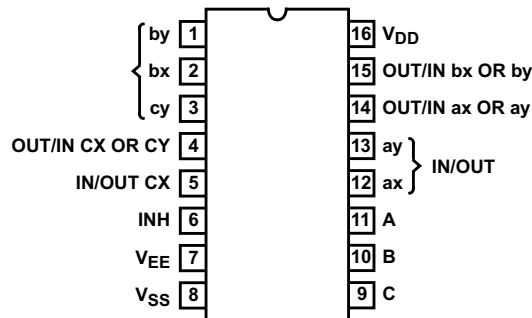 by 1 16 VDD
bx 2 15 OUT/IN bx OR by
cy 3 14 OUT/IN ax OR ay
OUT/IN CX OR CY 4 13 ay
IN/OUT
IN/OUT CX 5 12 ax
INH 6 11 A
VEE 7 10 B
VSS 8 9 C